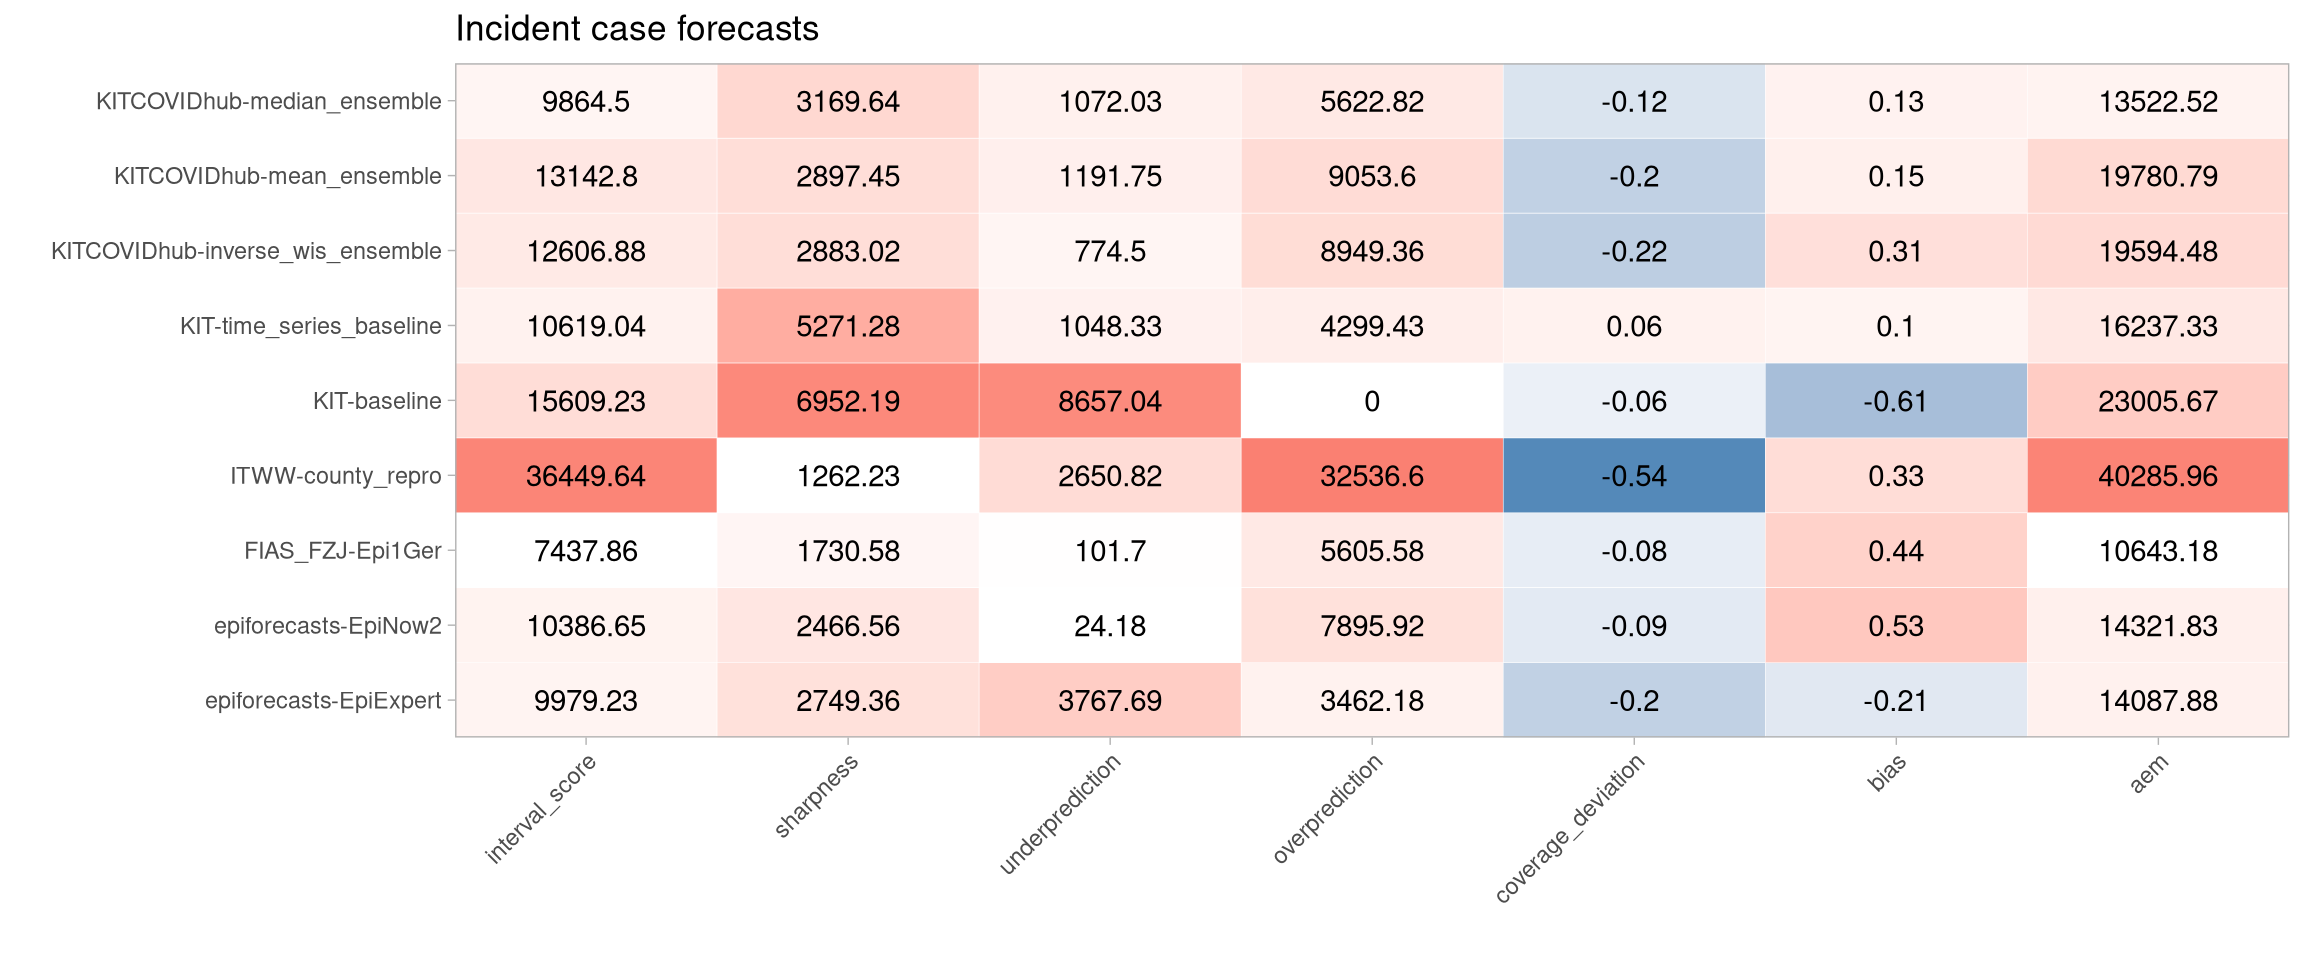 Incident case forecasts
KITCOVIDhub-median_ensemble 9864.5 3169.64 1072.03 5622.82 -0.12 0.13 13522.52
KITCOVIDhub-mean_ensemble 13142.8 2897.45 1191.75 9053.6 -0.2 0.15 19780.79
KITCOVIDhub-inverse_wis_ensemble 12606.88 2883.02 774.5 8949.36 -0.22 0.31 19594.48
KIT-time_series_baseline 10619.04 5271.28 1048.33 4299.43 0.06 0.1 16237.33
KIT-baseline 15609.23 6952.19 8657.04 0 -0.06 -0.61 23005.67
ITWW-county_repro 36449.64 1262.23 2650.82 32536.6 -0.54 0.33 40285.96
FIAS_FZJ-Epi1Ger 7437.86 1730.58 101.7 5605.58 -0.08 0.44 10643.18
epiforecasts-EpiNow2 10386.65 2466.56 24.18 7895.92 -0.09 0.53 14321.83
epiforecasts-EpiExpert 9979.23 2749.36 3767.69 3462.18 -0.2 -0.21 14087.88
interval_score sharpness underprediction overprediction coverage_deviation bias aem